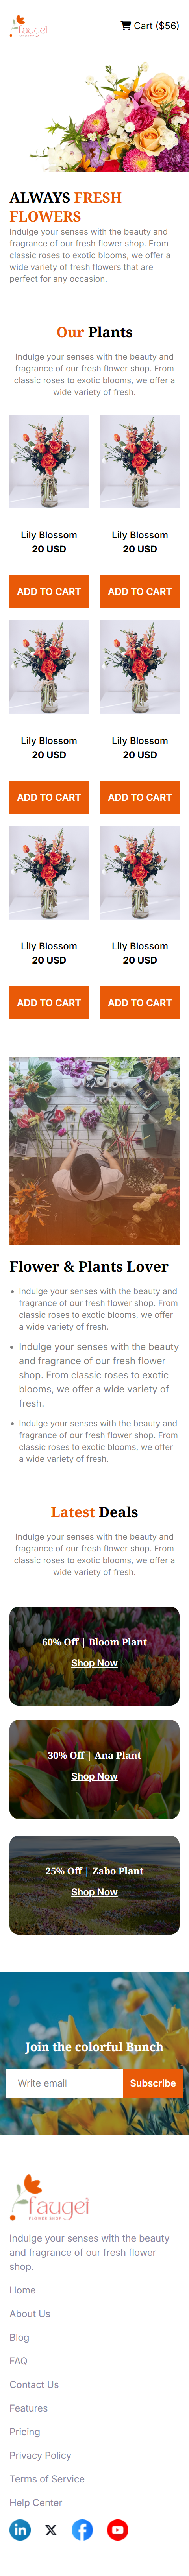 faugeť
Cart ($56)
ALWAYS FRESH
FLOWERS
Indulge your senses with the beauty and
fragrance of our fresh flower shop. From
classic roses to exotic blooms, we offer a
wide variety of fresh flowers that are
perfect for any occasion.
Our Plants
Indulge your senses with the beauty and
fragrance of our fresh flower shop. From
classic roses to exotic blooms, we offer a
wide variety of fresh.
Lily Blossom
20 USD
ADD TO CART
Lily Blossom
20 USD
ADD TO CART
Lily Blossom
20 USD
ADD TO CART
Lily Blossom
20 USD
ADD TO CART
Lily Blossom
20 USD
ADD TO CART
Lily Blossom
20 USD
ADD TO CART
Flower & Plants Lover
• Indulge your senses with the beauty and
fragrance of our fresh flower shop. From
classic roses to exotic blooms, we offer
a wide variety of fresh.
• Indulge your senses with the beauty
and fragrance of our fresh flower
shop. From classic roses to exotic
blooms, we offer a wide variety of
fresh.
• Indulge your senses with the beauty and
fragrance of our fresh flower shop. From
classic roses to exotic blooms, we offer
a wide variety of fresh.
Latest Deals
Indulge your senses with the beauty and
fragrance of our fresh flower shop. From
classic roses to exotic blooms, we offer a
wide variety of fresh.
60% Off | Bloom Plant
Shop Now
30% Off | Ana Plant
Shop Now
25% Off | Zabo Plant
Shop Now
Join the colorful Bunch
Write email
Subscribe
faugeť
FLOWER SHOP
Indulge your senses with the beauty
and fragrance of our fresh flower
shop.
Home
About Us
Blog
FAQ
Contact Us
Features
Pricing
Privacy Policy
Terms of Service
Help Center
in
X
f